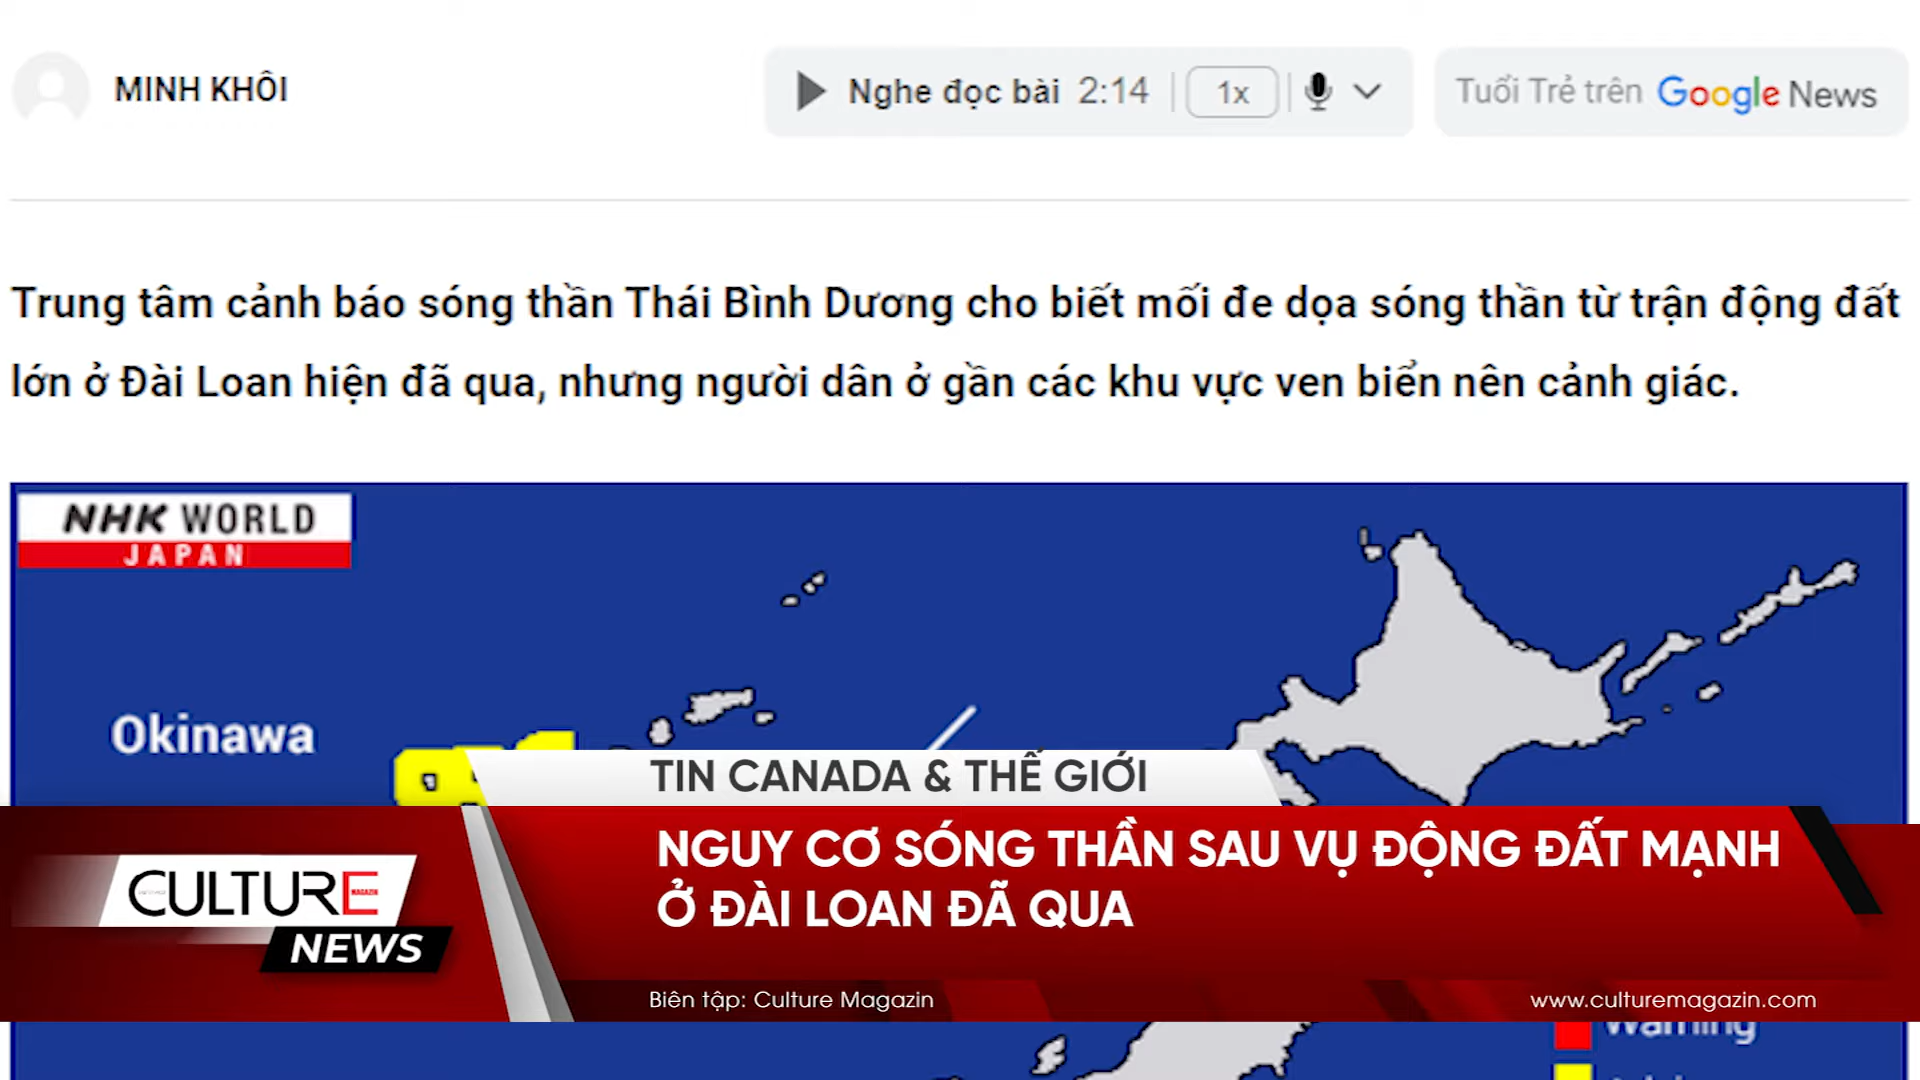 MINH KHÔI
Nghe đọc bài 2:14 1x
Tuổi Trẻ trên Google News
Trung tâm cảnh báo sóng thần Thái Bình Dương cho biết mối đe dọa sóng thần từ trận động đất
lớn ở Đài Loan hiện đã qua, nhưng người dân ở gần các khu vực ven biển nên cảnh giác.
NHK WORLD
JAPAN
Okinawa
TIN CANADA & THẾ GIỚI
NGUY CƠ SÓNG THẦN SAU VỤ ĐỘNG ĐẤT MẠNH
Ở ĐÀI LOAN ĐÃ QUA
CULTURE
MAGAZIN
NEWS
Biên tập: Culture Magazin
www.culturemagazin.com
Warning